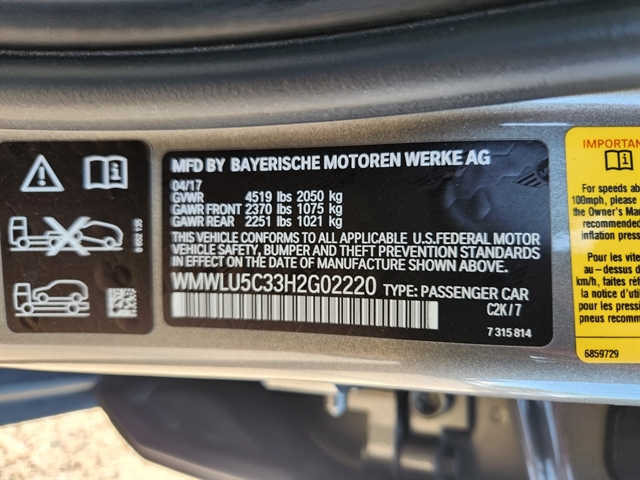 MFD BY BAYERISCHE MOTOREN WERKE AG
04/17
GVWR 4519 lbs 2050 kg
GAWR FRONT 2370 lbs 1075 kg
GAWR REAR 2251 lbs 1021 kg
THIS VEHICLE CONFORMS TO ALL APPLICABLE U.S.FEDERAL MOTOR
VEHICLE SAFETY, BUMPER AND THEFT PREVENTION STANDARDS
IN EFFECT ON THE DATE OF MANUFACTURE SHOWN ABOVE.
WMWLU5C33H2G02220 TYPE: PASSENGER CAR
C2K / 7
7 315 814
IMPORTAN
For speeds ab
100mph, please
the Owner's Man
recommended
inflation press
Pour les vite
au-dessus d
km/h, faites réf
la notice d'uti
pneus recomm
6859729